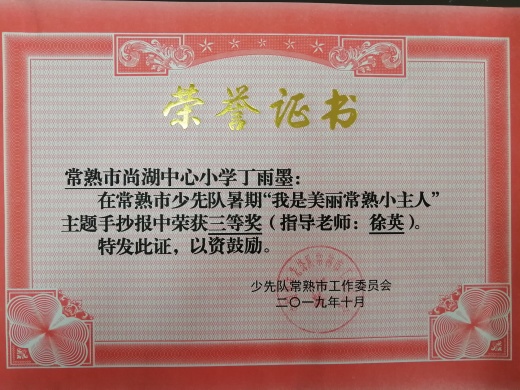 荣誉证书
常熟市尚湖中心小学丁雨墨：
在常熟市少先队暑期“我是美丽常熟小主人”
主题手抄报中荣获三等奖（指导老师：徐英）。
特发此证，以资鼓励。
少先队常熟市工作委员会
二〇一九年十月